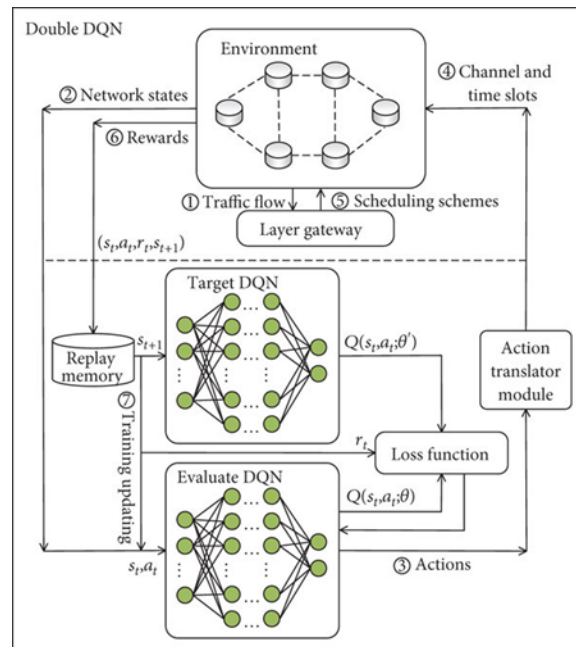 Double DQN
Environment
② Network states
④ Channel and
time slots
⑥ Rewards
① Traffic flow
⑤ Scheduling schemes
Layer gateway
(s_t,a_t,r_t,s_{t+1})
Target DQN
s_{t+1}
Q(s_t,a_t;θ′)
Replay
memory
Action
translator
module
⑦ Training updating
r_t
Loss function
Evaluate DQN
Q(s_t,a_t;θ)
s_t,a_t
③ Actions